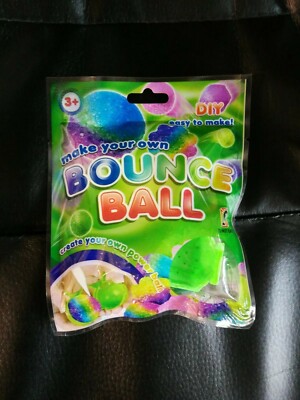 3+
DIY
easy to make!
make your own
BOUNCE
BALL
create your own power ball